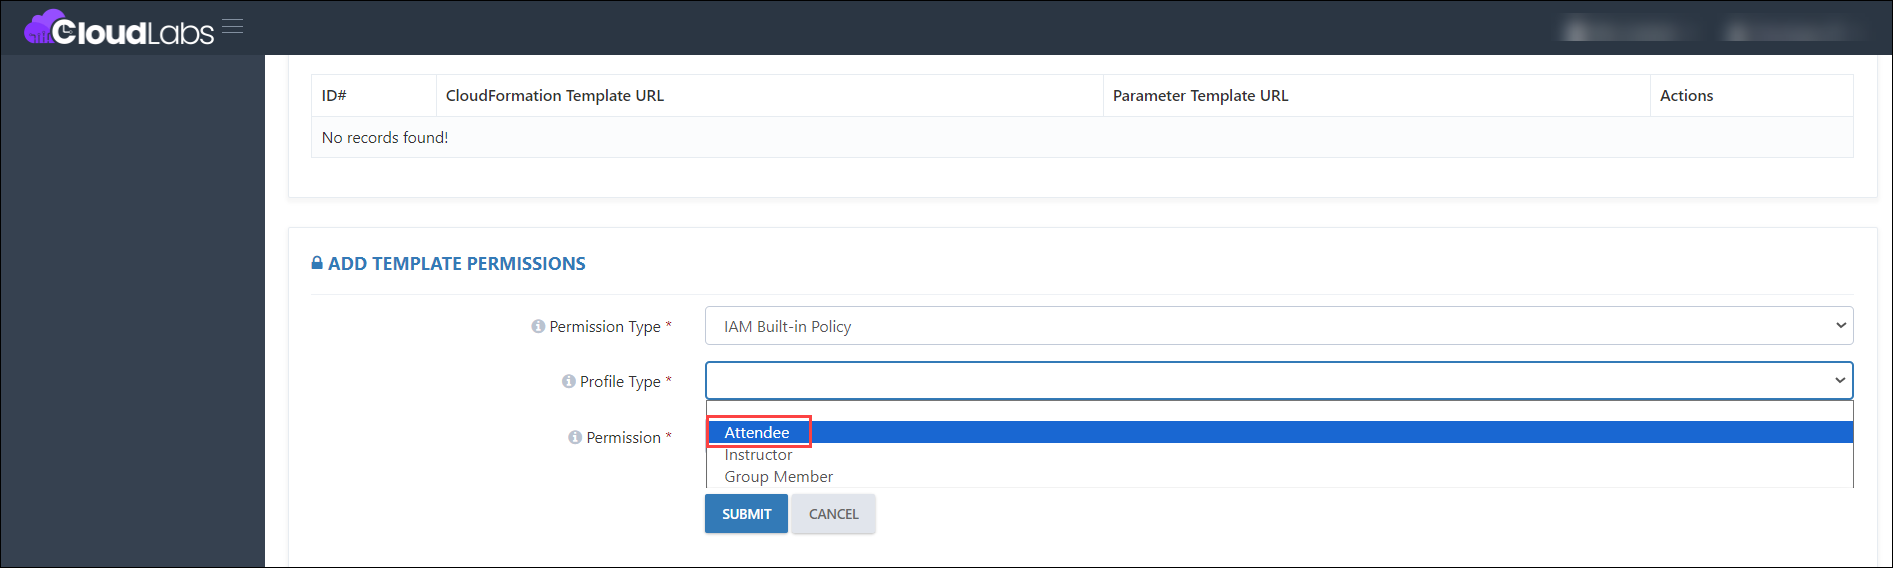 CloudLabs
ID# CloudFormation Template URL Parameter Template URL Actions
No records found!
ADD TEMPLATE PERMISSIONS
Permission Type * IAM Built-in Policy
Profile Type *
Attendee
Permission *
Instructor
Group Member
SUBMIT CANCEL